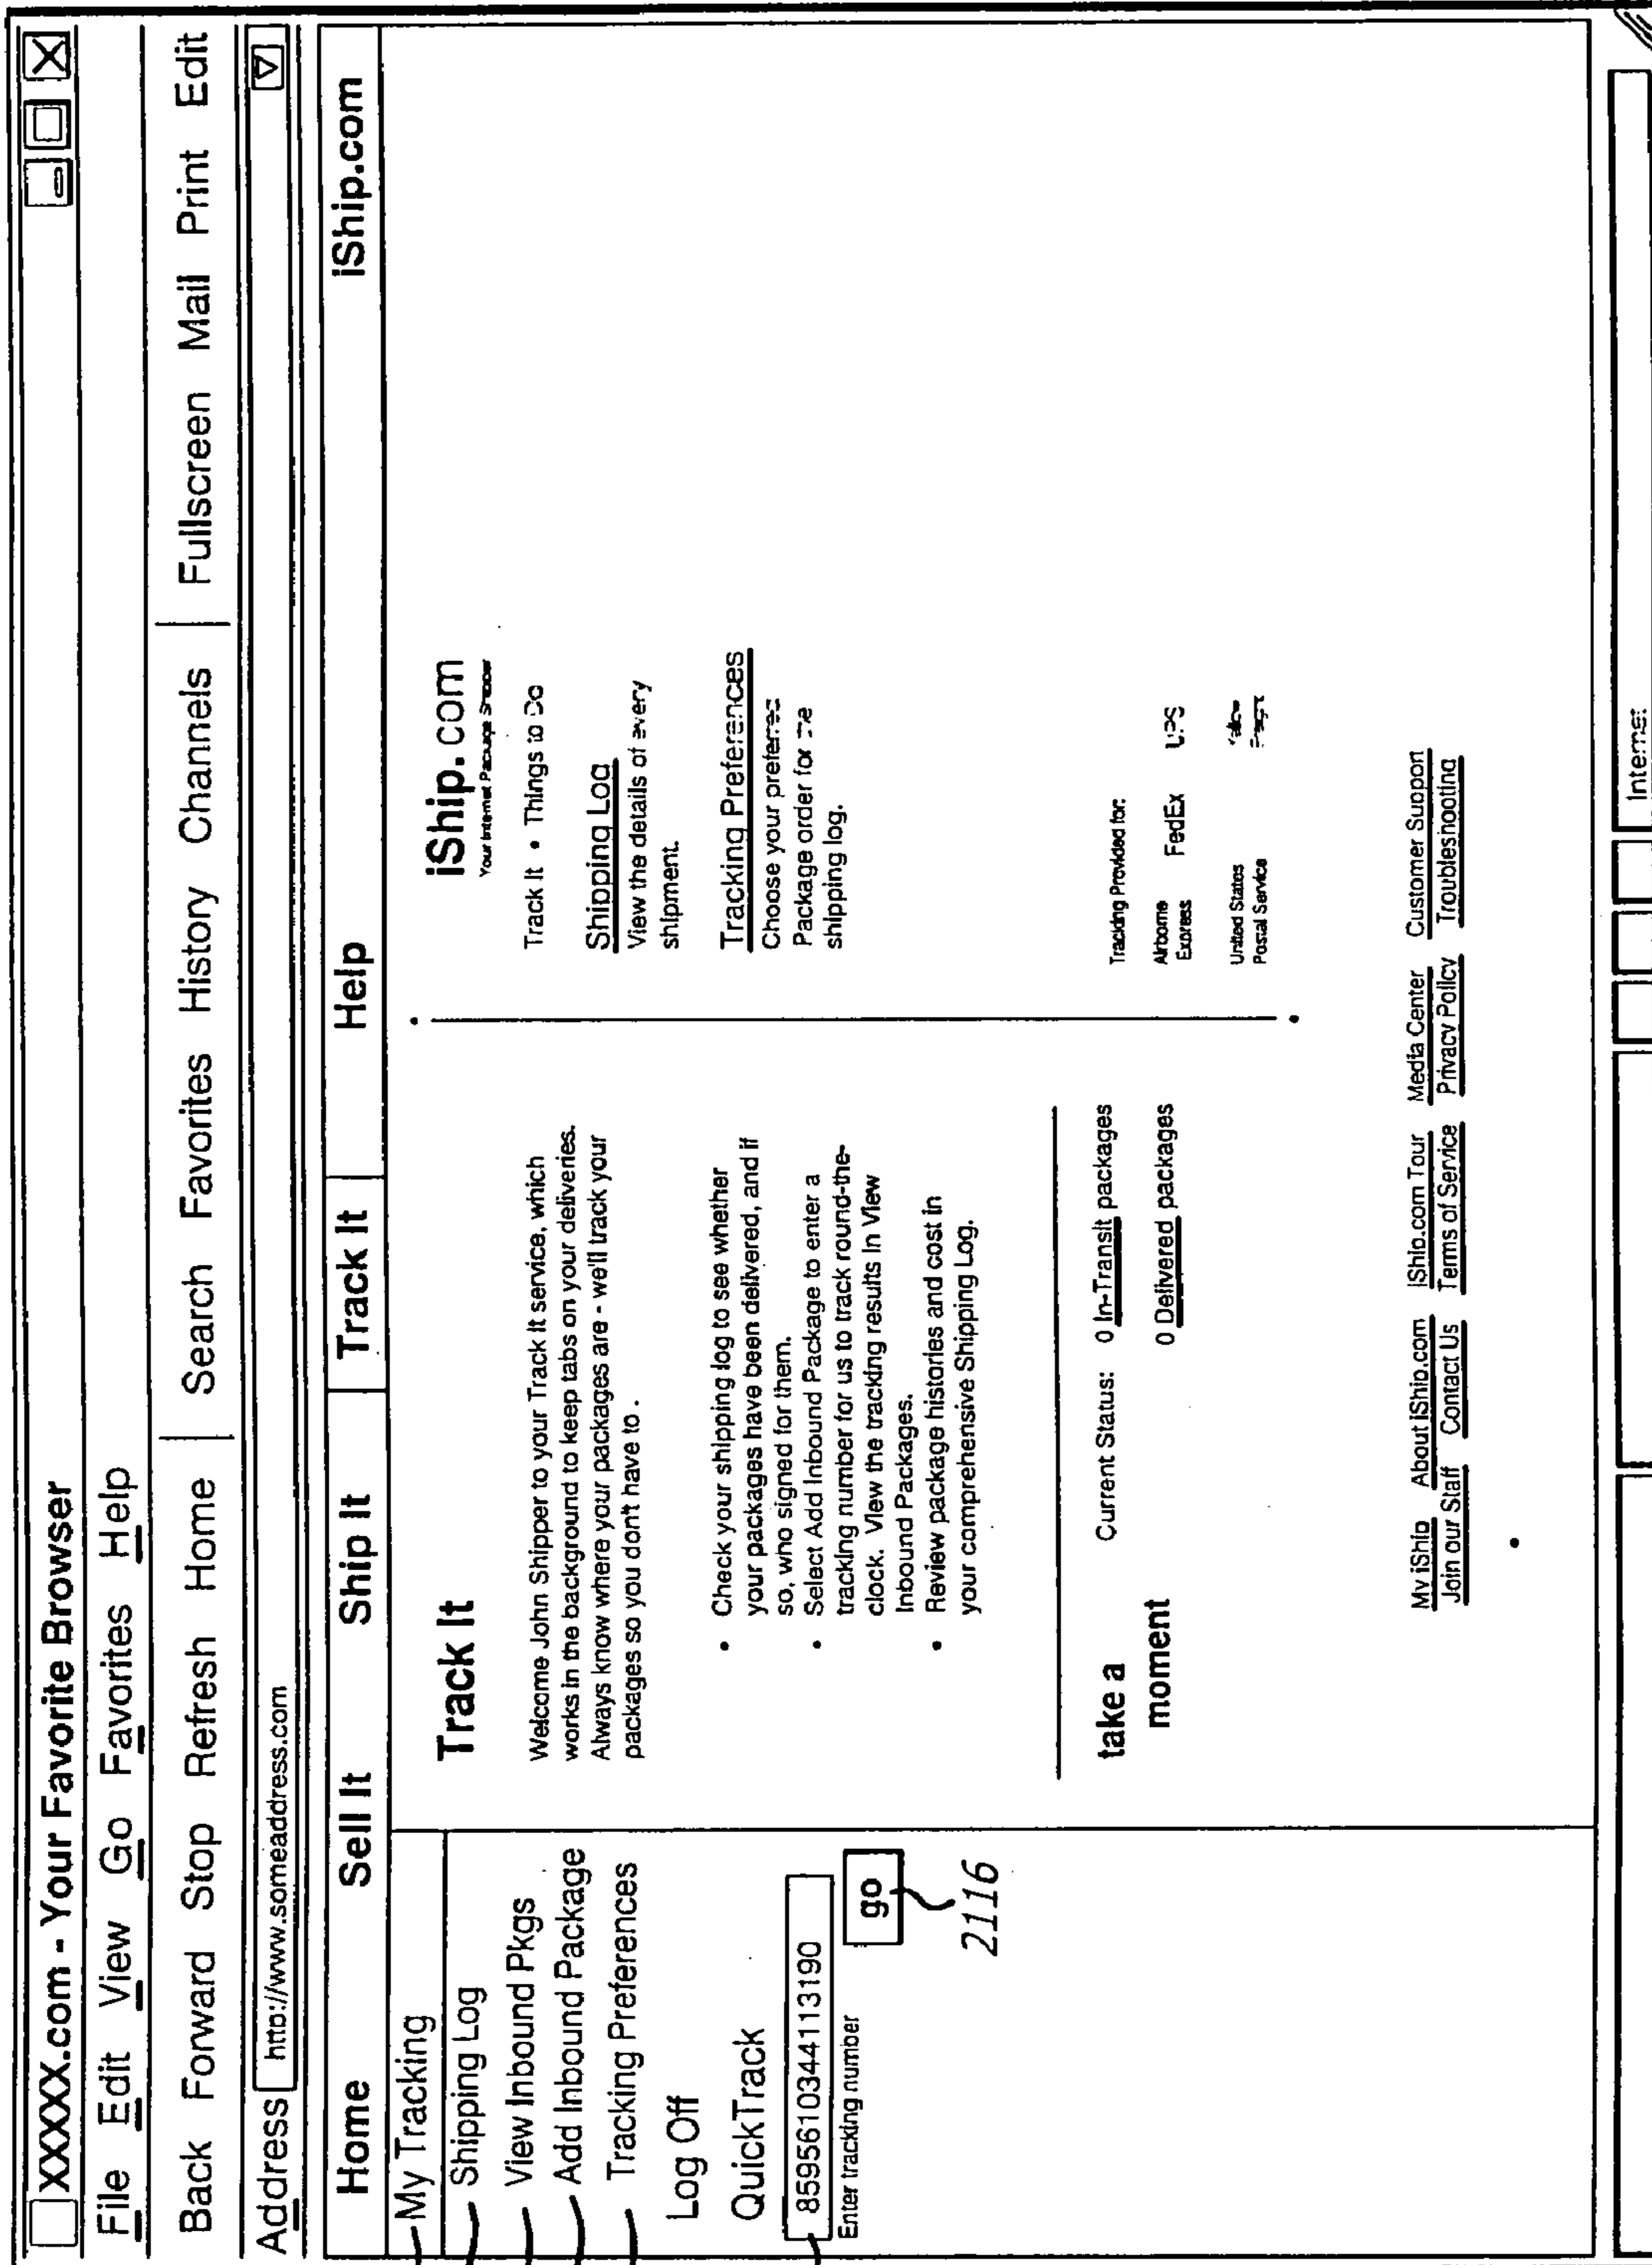 XXXXX.com - Your Favorite Browser
File Edit View Go Favorites Help
Back Forward Stop Refresh Home Search Favorites History Channels Fullscreen Mail Print Edit
Address http://www.someaddress.com
Home Sell It Ship It Track It Help iShip.com
My Tracking
Shipping Log
View Inbound Pkgs
Add Inbound Package
Tracking Preferences
Log Off
QuickTrack
8595610344113190
Enter tracking number
go
2116
Track It
Welcome John Shipper to your Track It service, which
works in the background to keep tabs on your deliveries.
Always know where your packages are - we'll track your
packages so you don't have to .
• Check your shipping log to see whether
your packages have been delivered, and if
so, who signed for them.
• Select Add Inbound Package to enter a
tracking number for us to track round-the-
clock. View the tracking results In View
Inbound Packages.
• Review package histories and cost in
your comprehensive Shipping Log.
take a
moment
Current Status: 0 In-Transit packages
0 Delivered packages
iShip.com
Your Internet Package
Track It • Things to Do
Shipping Log
View the details of every
shipment.
Tracking Preferences
Choose your preferred
Package order for
shipping log.
Tracking Provided for:
Airborne
Express
FedEx
UPS
United States
Postal Service
My iShip About iShip.com iShip.com Tour Media Center Customer Support
Join our Staff Contact Us Terms of Service Privacy Policy Troubleshooting
Internet